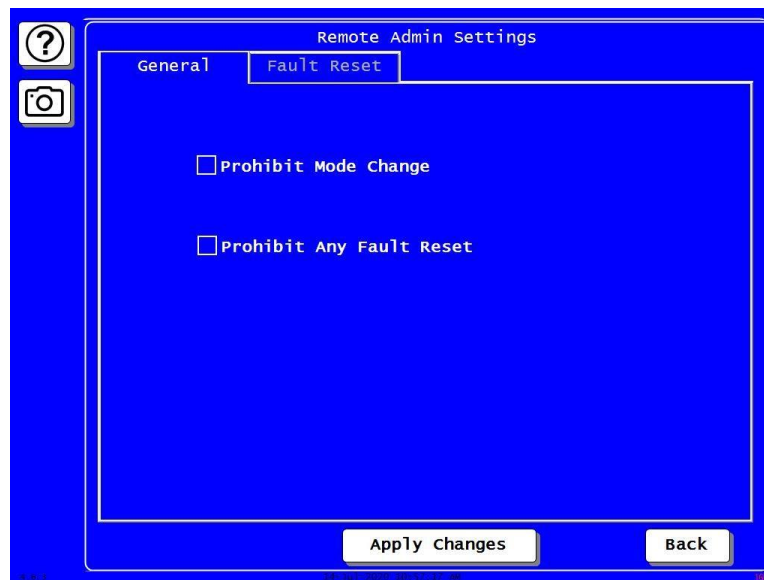 Remote Admin Settings
General
Fault Reset
Prohibit Mode Change
Prohibit Any Fault Reset
Apply Changes
Back